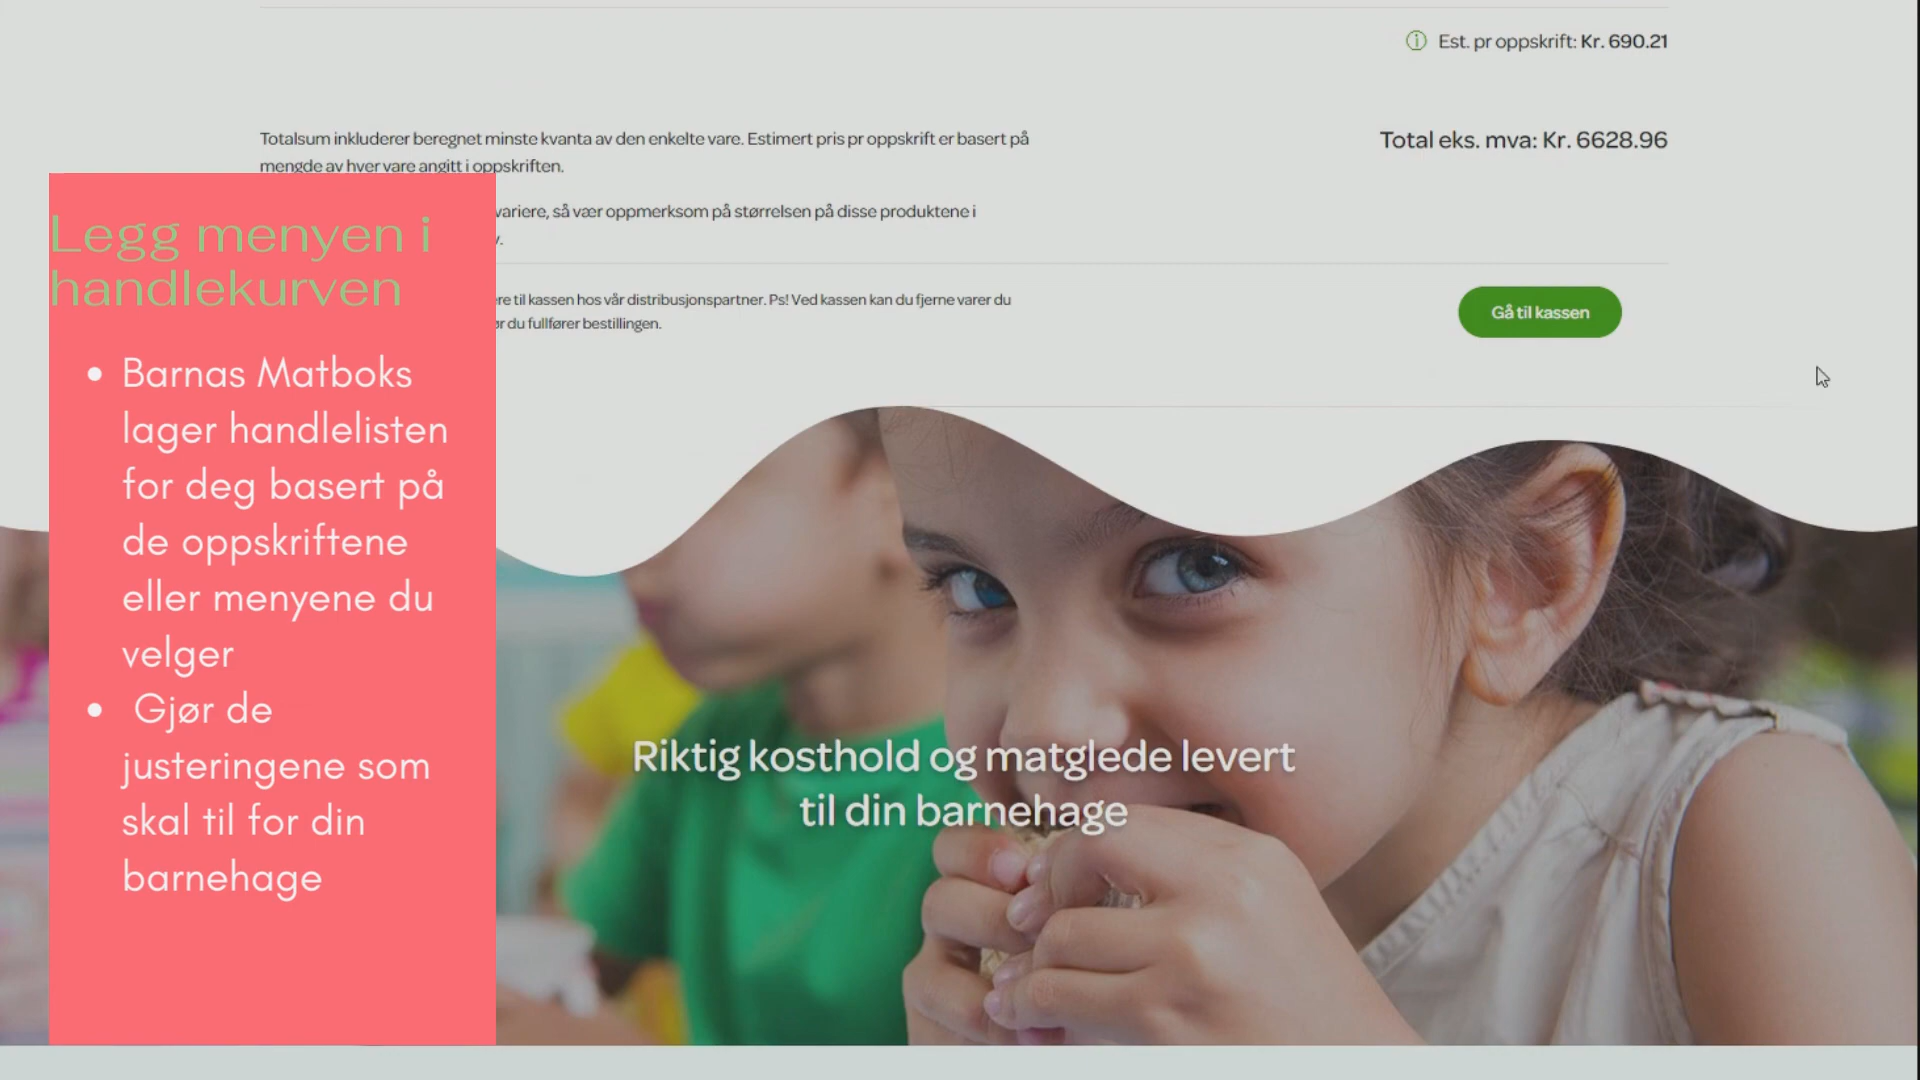 Est. pr oppskrift: Kr. 690.21
Totalsum inkluderer beregnet minste kvanta av den enkelte vare. Estimert pris pr oppskrift er basert på
mengde av hver vare angitt i oppskriften.
Total eks. mva: Kr. 6628.96
variere, så vær oppmerksom på størrelsen på disse produktene i
re til kassen hos vår distribusjonspartner. Ps! Ved kassen kan du fjerne varer du
ør du fullfører bestillingen.
Gå til kassen
Legg menyen i
handlekurven
• Barnas Matboks
lager handlelisten
for deg basert på
de oppskriftene
eller menyene du
velger
• Gjør de
justeringene som
skal til for din
barnehage
Riktig kosthold og matglede levert
til din barnehage